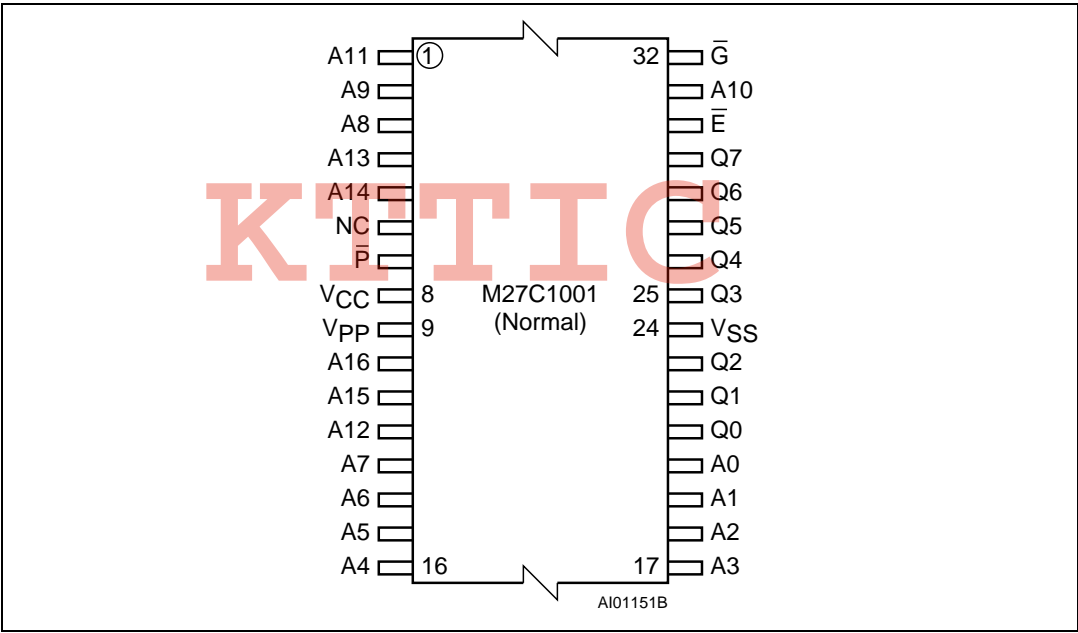 A11 ① 32 G̅
A9 A10
A8 E̅
A13 Q7
A14 Q6
NC Q5
P̅ Q4
VCC 8 M27C1001 25 Q3
VPP 9 (Normal) 24 VSS
A16 Q2
A15 Q1
A12 Q0
A7 A0
A6 A1
A5 A2
A4 16 17 A3
AI01151B
KTTIC